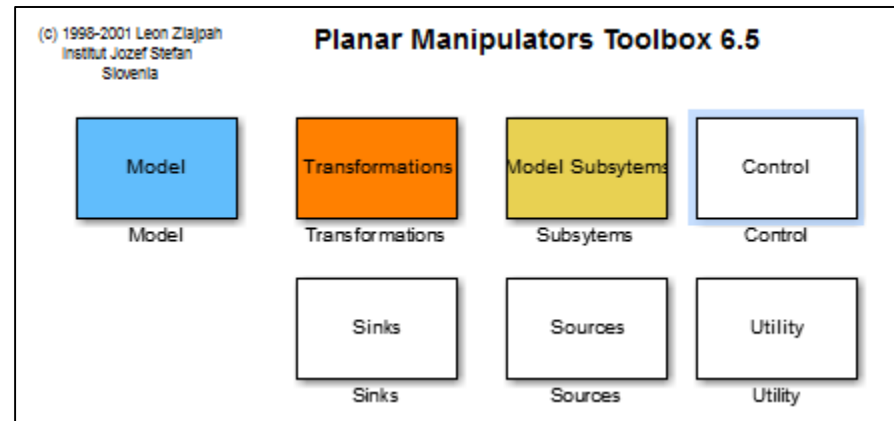 (c) 1998-2001 Leon Zlajpah
Institut Jozef Stefan
Slovenia
Planar Manipulators Toolbox 6.5
Model
Transformations
Model Subsytems
Control
Model
Transformations
Subsytems
Control
Sinks
Sources
Utility
Sinks
Sources
Utility